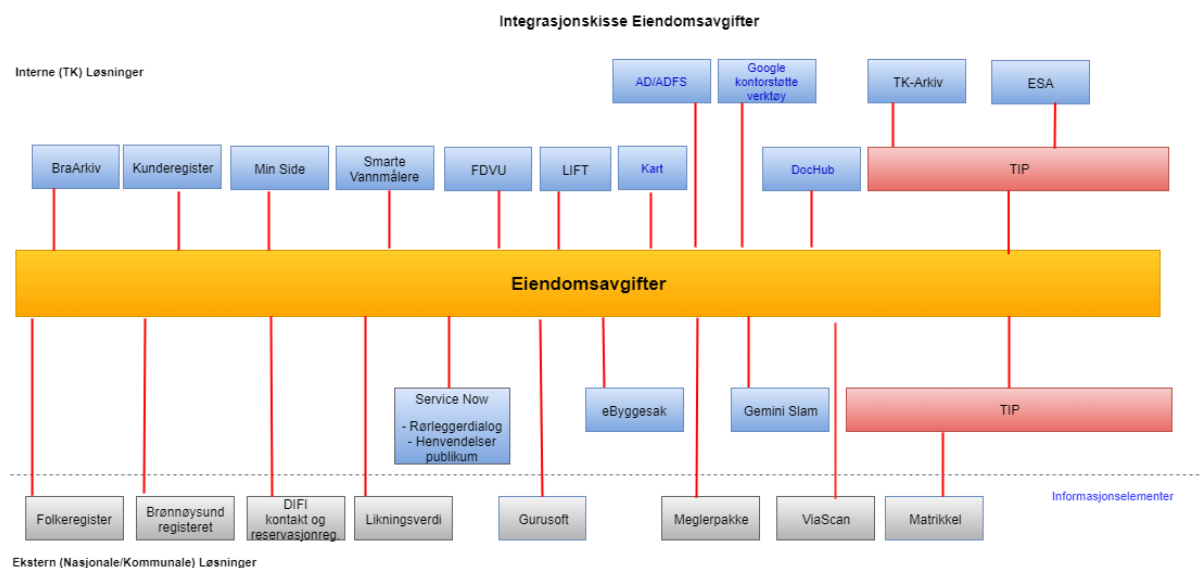 Integrasjonskisse Eiendomsavgifter
Interne (TK) Løsninger
AD/ADFS
Google
kontorstøtte
verktøy
TK-Arkiv
ESA
BraArkiv
Kunderegister
Min Side
Smarte
Vannmålere
FDVU
LIFT
Kart
DocHub
TIP
Eiendomsavgifter
Service Now
- Rørleggerdialog
- Henvendelser
publikum
eByggesak
Gemini Slam
TIP
Informasjonselementer
Folkeregister
Brønnøysund
registeret
DIFI
kontakt og
reservasjonreg.
Likningsverdi
Gurusoft
Meglerpakke
ViaScan
Matrikkel
Ekstern (Nasjonale/Kommunale) Løsninger